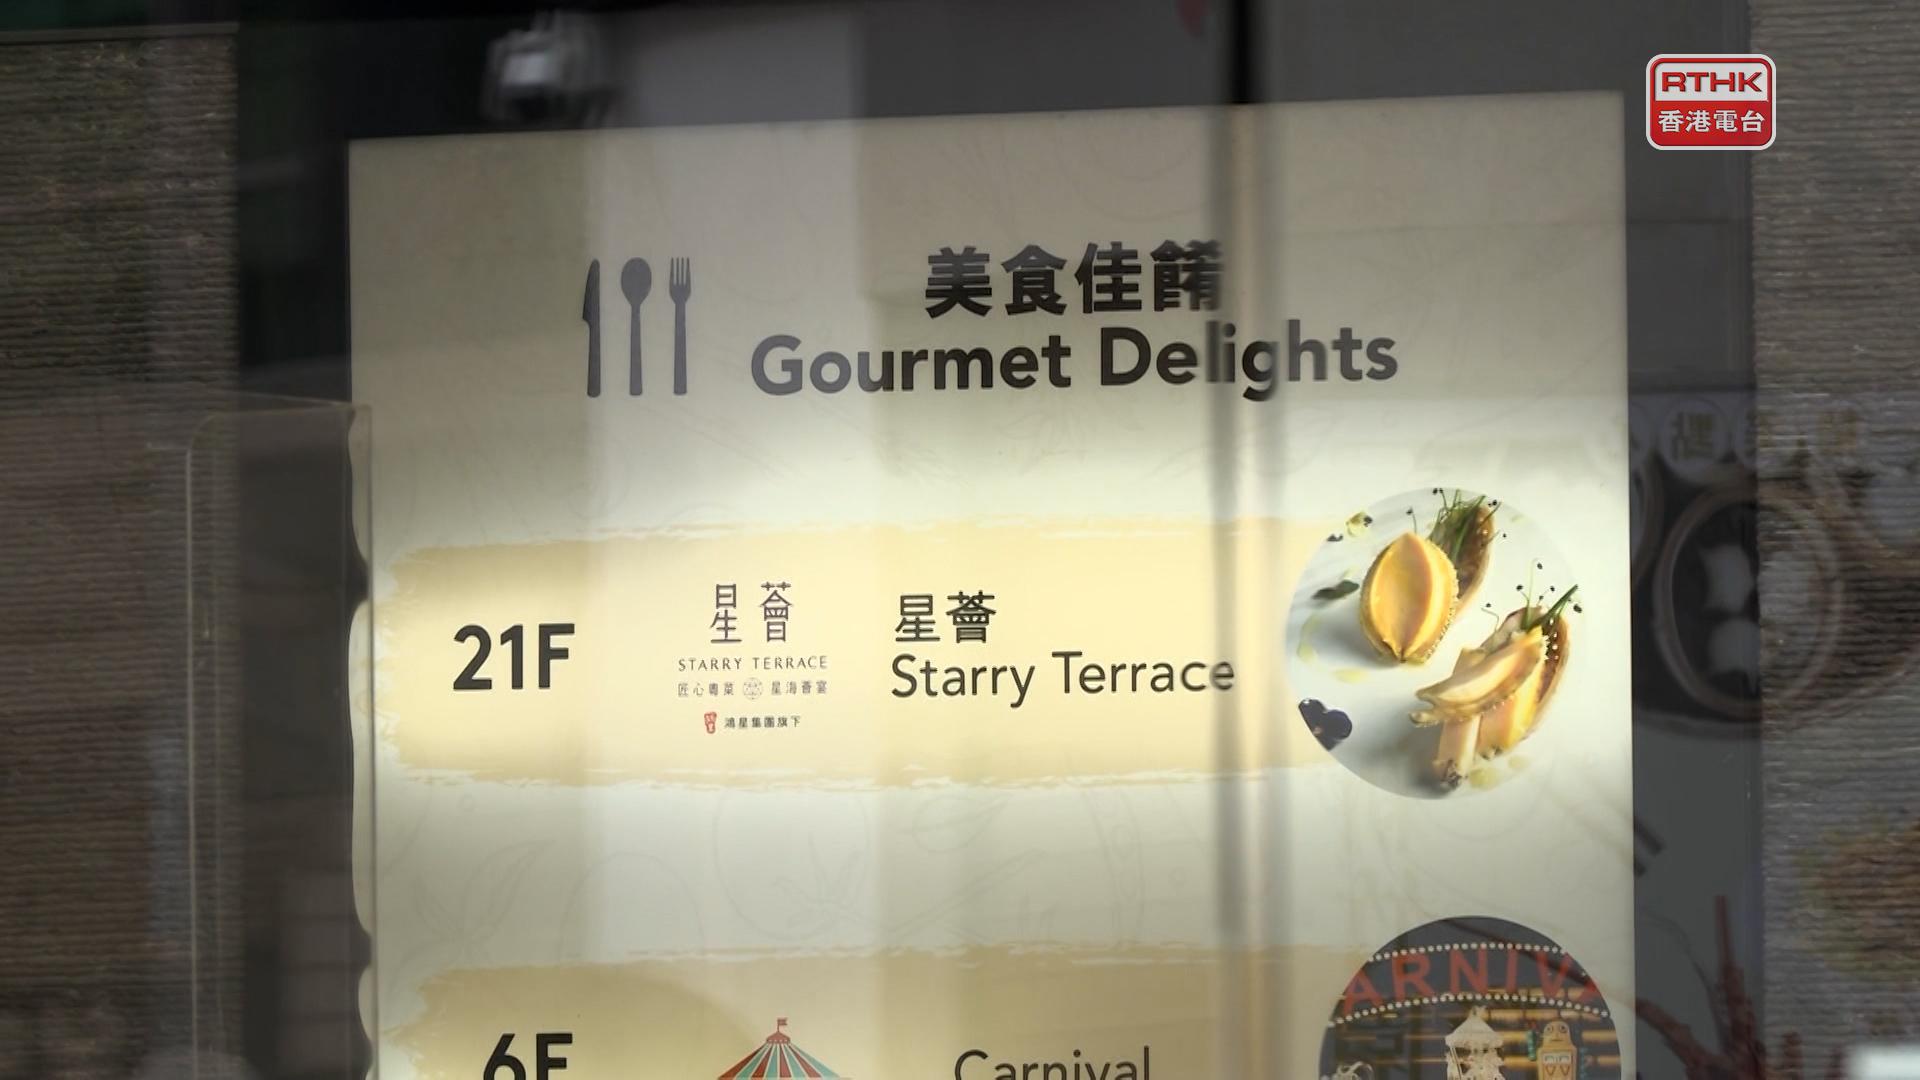 RTHK
香港電台
美食佳餚
Gourmet Delights
21F
星薈
STARRY TERRACE
匠心粵菜 星海薈宴
鴻星集團旗下
星薈
Starry Terrace
6F
Carnival
ARNIVA